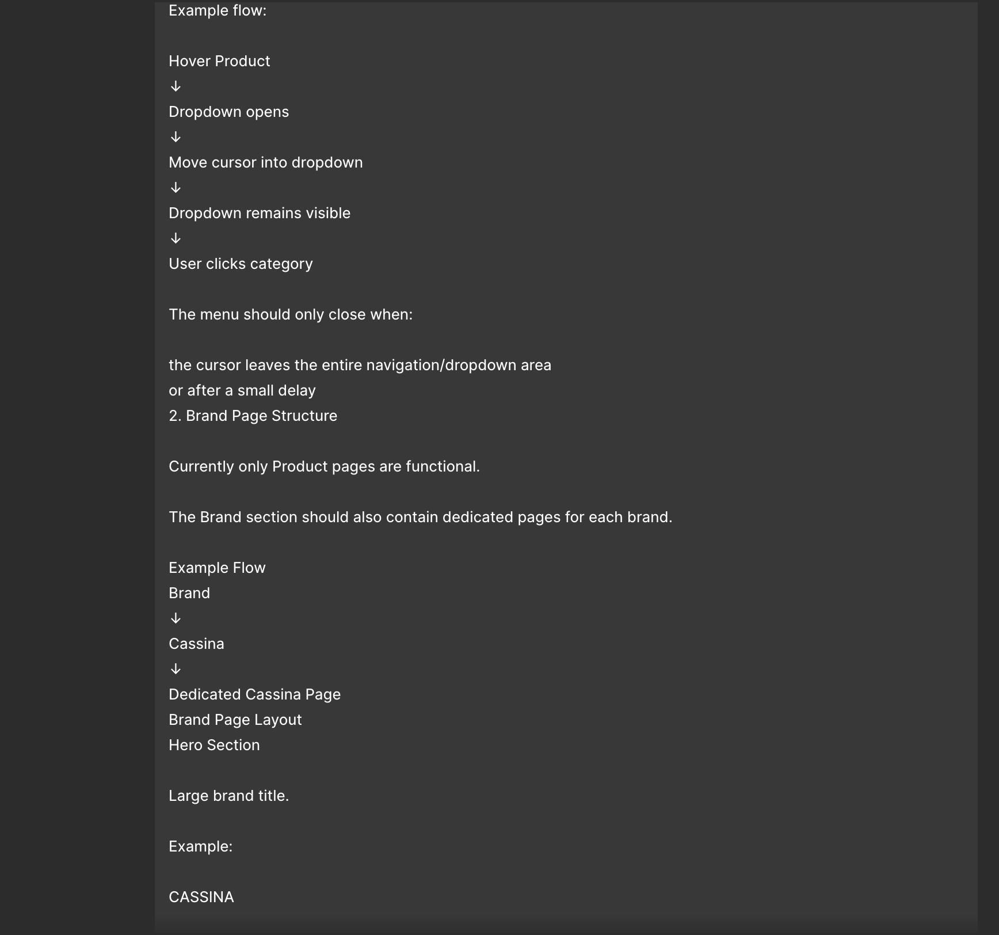 Example flow:
Hover Product
↓
Dropdown opens
↓
Move cursor into dropdown
↓
Dropdown remains visible
↓
User clicks category
The menu should only close when:
the cursor leaves the entire navigation/dropdown area
or after a small delay
2. Brand Page Structure
Currently only Product pages are functional.
The Brand section should also contain dedicated pages for each brand.
Example Flow
Brand
↓
Cassina
↓
Dedicated Cassina Page
Brand Page Layout
Hero Section
Large brand title.
Example:
CASSINA